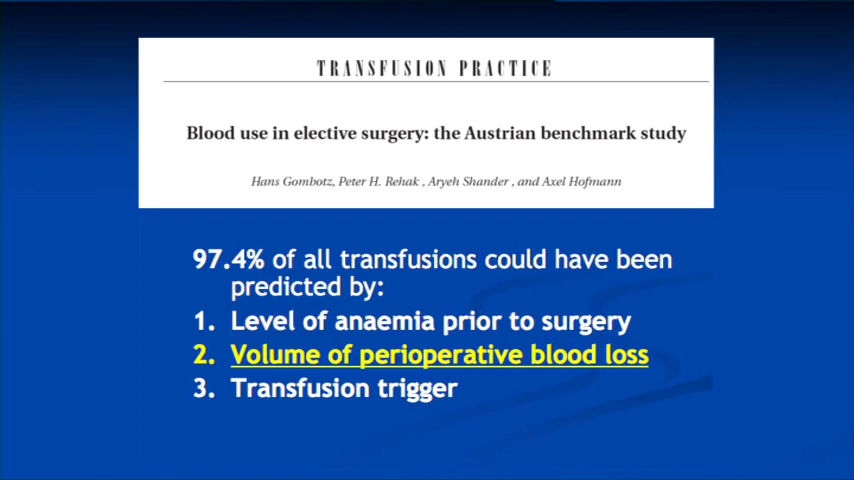 TRANSFUSION PRACTICE
Blood use in elective surgery: the Austrian benchmark study
Hans Gombotz, Peter H. Rehak , Aryeh Shander , and Axel Hofmann
97.4% of all transfusions could have been
predicted by:
1. Level of anaemia prior to surgery
2. Volume of perioperative blood loss
3. Transfusion trigger